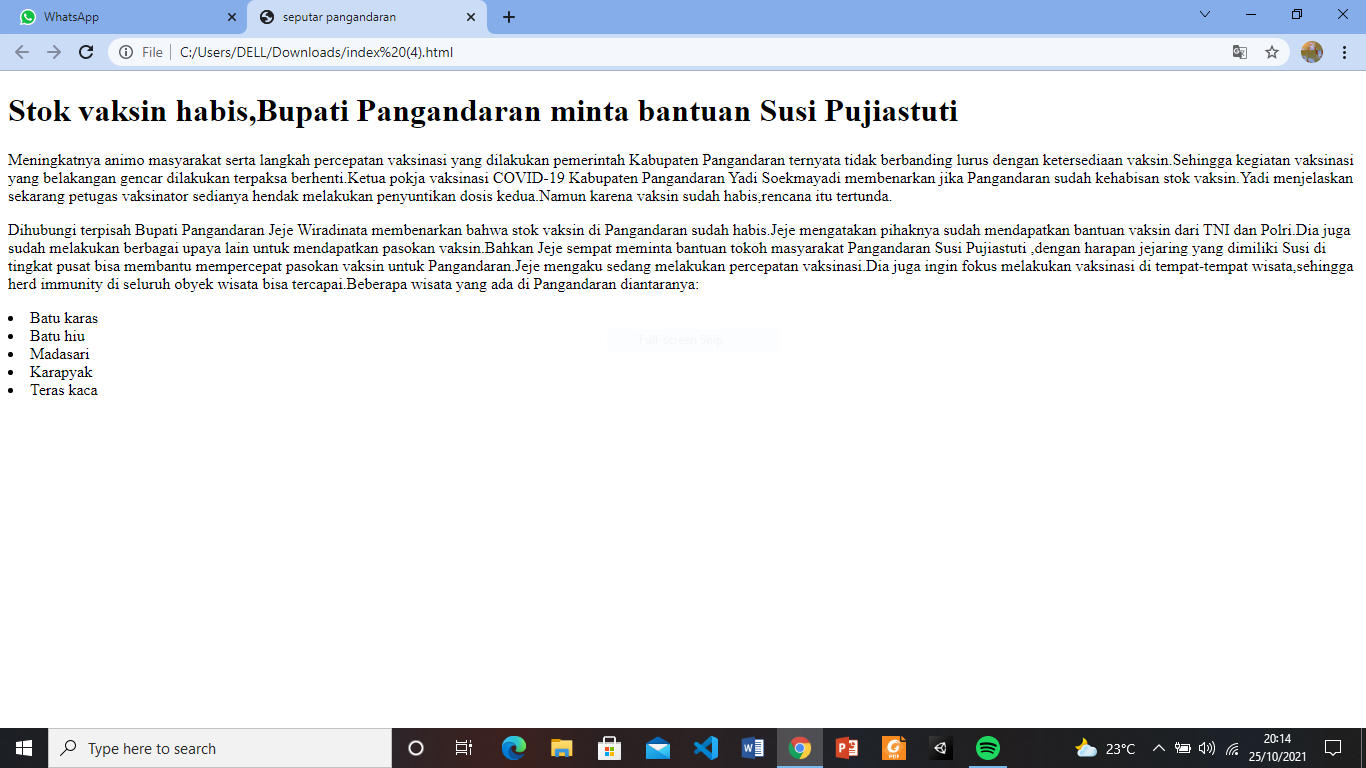 WhatsApp
seputar pangandaran
File
C:/Users/DELL/Downloads/index%20(4).html
Stok vaksin habis,Bupati Pangandaran minta bantuan Susi Pujiastuti
Meningkatnya animo masyarakat serta langkah percepatan vaksinasi yang dilakukan pemerintah Kabupaten Pangandaran ternyata tidak berbanding lurus dengan ketersediaan vaksin.Sehingga kegiatan vaksinasi
yang belakangan gencar dilakukan terpaksa berhenti.Ketua pokja vaksinasi COVID-19 Kabupaten Pangandaran Yadi Soekmayadi membenarkan jika Pangandaran sudah kehabisan stok vaksin.Yadi menjelaskan
sekarang petugas vaksinator sedianya hendak melakukan penyuntikan dosis kedua.Namun karena vaksin sudah habis,rencana itu tertunda.
Dihubungi terpisah Bupati Pangandaran Jeje Wiradinata membenarkan bahwa stok vaksin di Pangandaran sudah habis.Jeje mengatakan pihaknya sudah mendapatkan bantuan vaksin dari TNI dan Polri.Dia juga
sudah melakukan berbagai upaya lain untuk mendapatkan pasokan vaksin.Bahkan Jeje sempat meminta bantuan tokoh masyarakat Pangandaran Susi Pujiastuti ,dengan harapan jejaring yang dimiliki Susi di
tingkat pusat bisa membantu mempercepat pasokan vaksin untuk Pangandaran.Jeje mengaku sedang melakukan percepatan vaksinasi.Dia juga ingin fokus melakukan vaksinasi di tempat-tempat wisata,sehingga
herd immunity di seluruh obyek wisata bisa tercapai.Beberapa wisata yang ada di Pangandaran diantaranya:
• Batu karas
• Batu hiu
• Madasari
• Karapyak
• Teras kaca
Full-screen Snip
Type here to search
23°C
20:14
25/10/2021